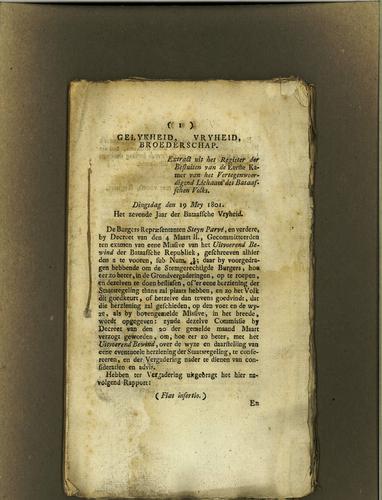 ( 1 )
GELYKHEID, VRYHEID,
BROEDERSCHAP.
Extract uit het Register der
Besluiten van de Eerste Ka-
mer van het Vertegenwoor-
digend Lichaam des Bataaf-
schen Volks.
Dingsdag den 19 Mey 1801.
Het zevende Jaar der Bataafsche Vryheid.
De Burgers Repræsentanten Steyn Parvé, en verdere,
by Decreet van den 4 Maart ll., Gecommitteerden
ten examen van eene Missive van het Uitvoerend Be-
wind der Bataafsche Republiek, geschreven alhier
den 2 te vooren, sub Num. daar by voorgedra-
gen hebbende om de Stemgerechtigde Burgers, hoe
eer zo beter, in de Grondvergaderingen, op te roepen,
en dezelven te doen beslissen, of 'er eene herziening der
Staatsregeling thans zal plaats hebben, en zo het Volk
dit goedkeurt, of hetzelve dan tevens goedvindt, dat
die herziening zal geschieden, op den voet en de wy-
ze, als by bovengemelde Missive, in het breede,
wordt opgegeven: zynde dezelve Commissie by
Decreet van den 20 der gemelde maand Maart
verzogt geworden, om, hoe eer zo beter, met het
Uitvoerend Bewind, over de wyze en daarstelling van
eene eventueele herziening der Staatsregeling, te confe-
reeren, en der Vergadering nader te dienen van con-
sideratien en advis.
Hebben ter Vergadering uitgebragt het hier na-
volgend Rapport:
(Fiat insertio.)
En